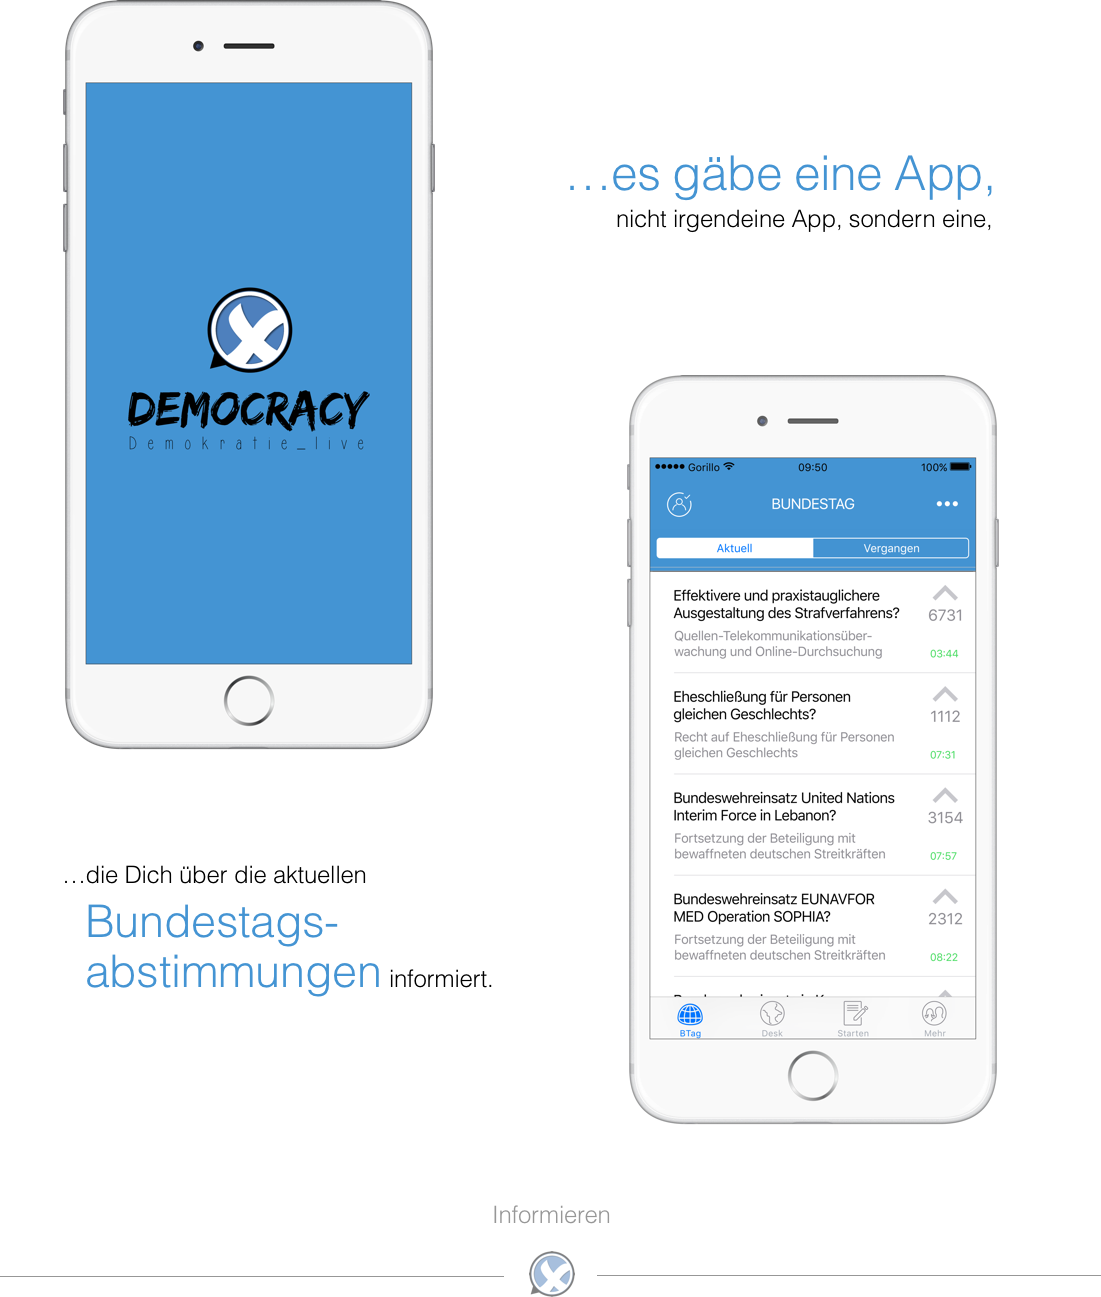 …es gäbe eine App,
nicht irgendeine App, sondern eine,
DEMOCRACY
Demokratie_live
Gorillo
09:50
100%
BUNDESTAG
Aktuell
Vergangen
Effektivere und praxistauglichere
Ausgestaltung des Strafverfahrens?
6731
Quellen-Telekommunikationsüber-
wachung und Online-Durchsuchung
03:44
Eheschließung für Personen
gleichen Geschlechts?
1112
Recht auf Eheschließung für Personen
gleichen Geschlechts
07:31
Bundeswehreinsatz United Nations
Interim Force in Lebanon?
3154
Fortsetzung der Beteiligung mit
bewaffneten deutschen Streitkräften
07:57
Bundeswehreinsatz EUNAVFOR
MED Operation SOPHIA?
2312
Fortsetzung der Beteiligung mit
bewaffneten deutschen Streitkräften
08:22
BTag
Desk
Starten
Mehr
…die Dich über die aktuellen
Bundestags-
abstimmungen informiert.
Informieren